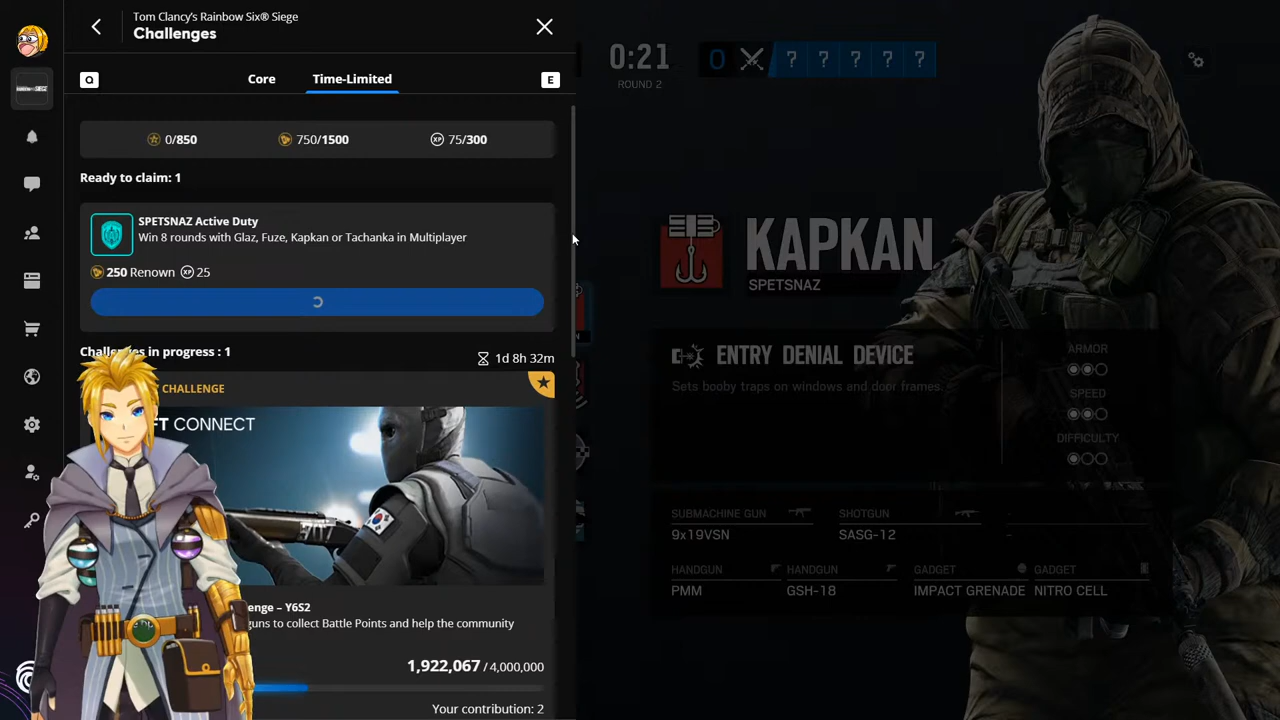 Tom Clancy's Rainbow Six® Siege
Challenges
Q
Core
Time-Limited
E
0/850
750/1500
XP 75/300
Ready to claim: 1
SPETSNAZ Active Duty
Win 8 rounds with Glaz, Fuze, Kapkan or Tachanka in Multiplayer
250 Renown XP 25
Challenges in progress : 1
1d 8h 32m
CHALLENGE
FT CONNECT
enge – Y6S2
guns to collect Battle Points and help the community
1,922,067 / 4,000,000
Your contribution: 2
0:21
ROUND 2
0 ? ? ? ? ?
KAPKAN
SPETSNAZ
ENTRY DENIAL DEVICE
Sets booby traps on windows and door frames.
ARMOR
SPEED
DIFFICULTY
SUBMACHINE GUN
9x19VSN
SHOTGUN
SASG-12
-
-
HANDGUN
PMM
HANDGUN
GSH-18
GADGET
IMPACT GRENADE
GADGET
NITRO CELL